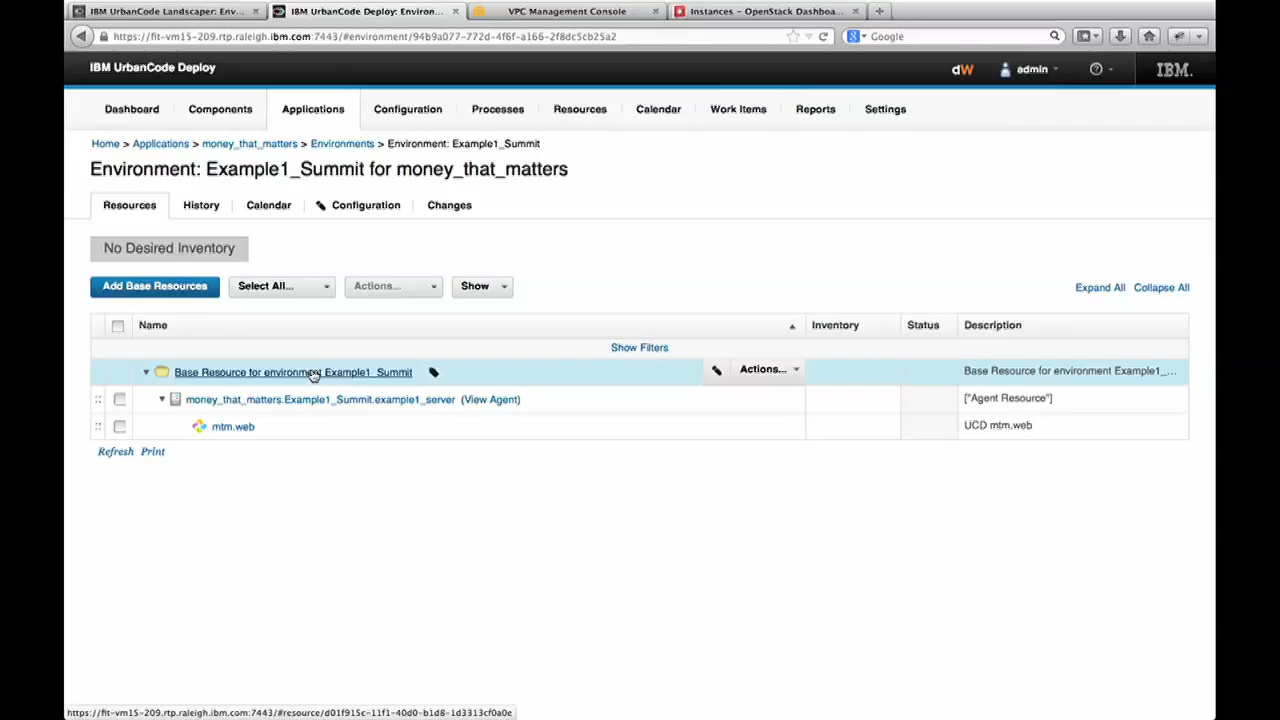 IBM UrbanCode Landscaper: Env... × IBM UrbanCode Deploy: Environ... × VPC Management Console × Instances - OpenStack Dashboa... × +
https://fit-vm15-209.rtp.raleigh.ibm.com:7443/#environment/94b9a077-772d-4f6f-a166-2f8dc5cb25a2 Google
IBM UrbanCode Deploy dW admin IBM.
Dashboard Components Applications Configuration Processes Resources Calendar Work Items Reports Settings
Home > Applications > money_that_matters > Environments > Environment: Example1_Summit
Environment: Example1_Summit for money_that_matters
Resources History Calendar Configuration Changes
No Desired Inventory
Add Base Resources Select All... Actions... Show Expand All Collapse All
Name Inventory Status Description
Show Filters
Base Resource for environment Example1_Summit Actions... Base Resource for environment Example1_...
money_that_matters.Example1_Summit.example1_server (View Agent) ["Agent Resource"]
mtm.web UCD mtm.web
Refresh Print
https://fit-vm15-209.rtp.raleigh.ibm.com:7443/#resource/d01f915c-11f1-40d0-b1d8-1d3313cf0a0e